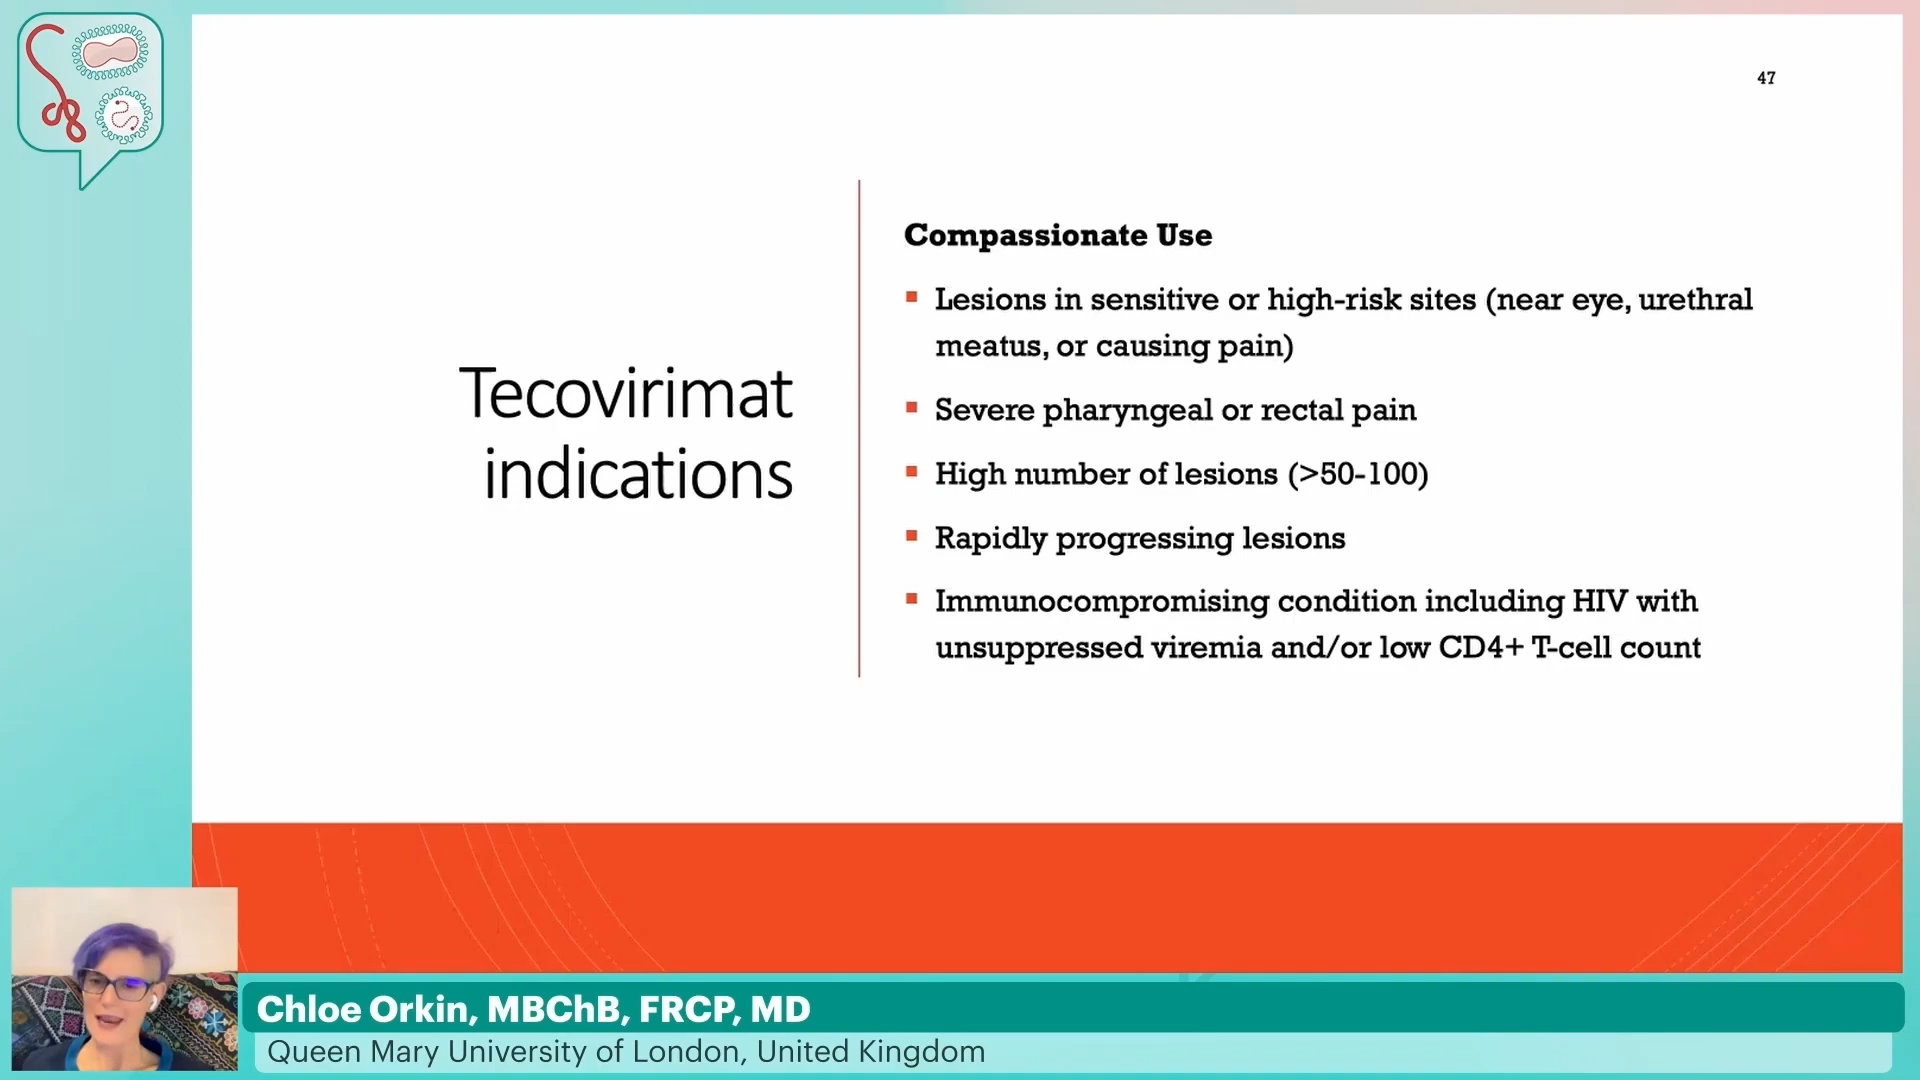 47
Tecovirimat
indications
Compassionate Use
Lesions in sensitive or high-risk sites (near eye, urethral
meatus, or causing pain)
Severe pharyngeal or rectal pain
High number of lesions (>50-100)
Rapidly progressing lesions
Immunocompromising condition including HIV with
unsuppressed viremia and/or low CD4+ T-cell count
Chloe Orkin, MBChB, FRCP, MD
Queen Mary University of London, United Kingdom